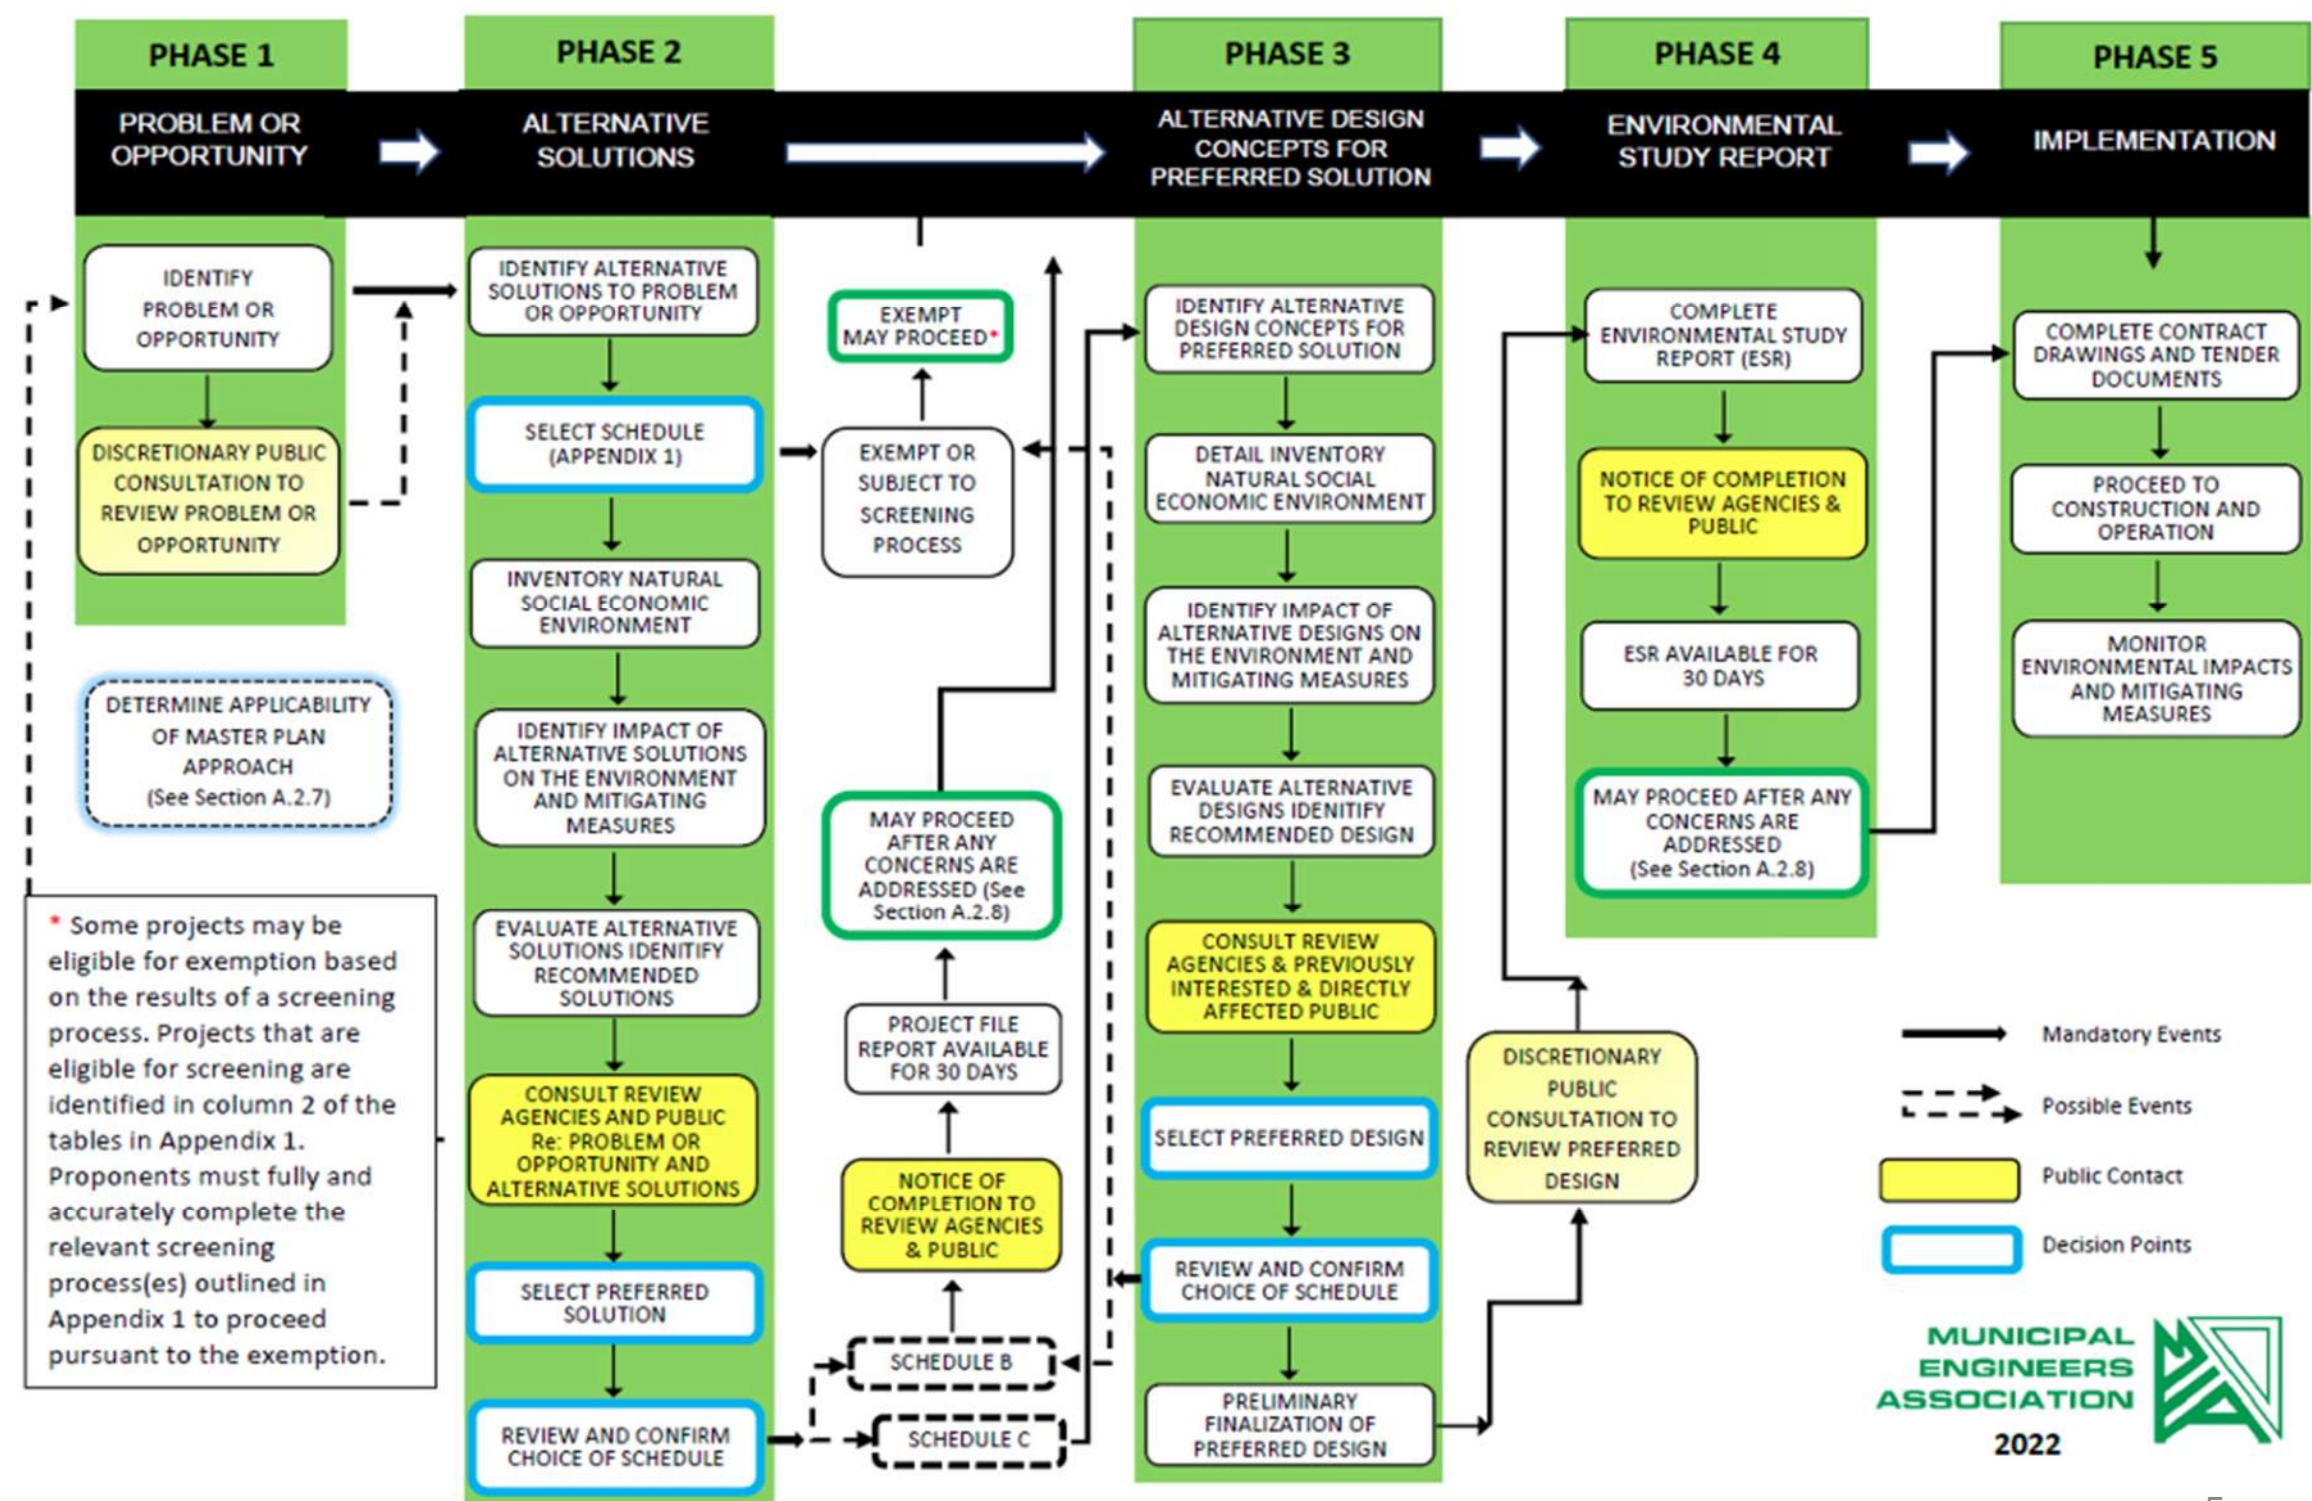 PHASE 1
PROBLEM OR
OPPORTUNITY
IDENTIFY
PROBLEM OR
OPPORTUNITY
DISCRETIONARY PUBLIC
CONSULTATION TO
REVIEW PROBLEM OR
OPPORTUNITY
DETERMINE APPLICABILITY
OF MASTER PLAN
APPROACH
(See Section A.2.7)
* Some projects may be
eligible for exemption based
on the results of a screening
process. Projects that are
eligible for screening are
identified in column 2 of the
tables in Appendix 1.
Proponents must fully and
accurately complete the
relevant screening
process(es) outlined in
Appendix 1 to proceed
pursuant to the exemption.
PHASE 2
ALTERNATIVE
SOLUTIONS
IDENTIFY ALTERNATIVE
SOLUTIONS TO PROBLEM
OR OPPORTUNITY
SELECT SCHEDULE
(APPENDIX 1)
INVENTORY NATURAL
SOCIAL ECONOMIC
ENVIRONMENT
IDENTIFY IMPACT OF
ALTERNATIVE SOLUTIONS
ON THE ENVIRONMENT
AND MITIGATING
MEASURES
EVALUATE ALTERNATIVE
SOLUTIONS IDENITIFY
RECOMMENDED
SOLUTIONS
CONSULT REVIEW
AGENCIES AND PUBLIC
Re: PROBLEM OR
OPPORTUNITY AND
ALTERNATIVE SOLUTIONS
SELECT PREFERRED
SOLUTION
REVIEW AND CONFIRM
CHOICE OF SCHEDULE
EXEMPT
MAY PROCEED*
EXEMPT OR
SUBJECT TO
SCREENING
PROCESS
MAY PROCEED
AFTER ANY
CONCERNS ARE
ADDRESSED (See
Section A.2.8)
PROJECT FILE
REPORT AVAILABLE
FOR 30 DAYS
NOTICE OF
COMPLETION TO
REVIEW AGENCIES
& PUBLIC
SCHEDULE B
SCHEDULE C
PHASE 3
ALTERNATIVE DESIGN
CONCEPTS FOR
PREFERRED SOLUTION
IDENTIFY ALTERNATIVE
DESIGN CONCEPTS FOR
PREFERRED SOLUTION
DETAIL INVENTORY
NATURAL SOCIAL
ECONOMIC ENVIRONMENT
IDENTIFY IMPACT OF
ALTERNATIVE DESIGNS ON
THE ENVIRONMENT AND
MITIGATING MEASURES
EVALUATE ALTERNATIVE
DESIGNS IDENITIFY
RECOMMENDED DESIGN
CONSULT REVIEW
AGENCIES & PREVIOUSLY
INTERESTED & DIRECTLY
AFFECTED PUBLIC
SELECT PREFERRED DESIGN
REVIEW AND CONFIRM
CHOICE OF SCHEDULE
PRELIMINARY
FINALIZATION OF
PREFERRED DESIGN
DISCRETIONARY
PUBLIC
CONSULTATION TO
REVIEW PREFERRED
DESIGN
PHASE 4
ENVIRONMENTAL
STUDY REPORT
COMPLETE
ENVIRONMENTAL STUDY
REPORT (ESR)
NOTICE OF COMPLETION
TO REVIEW AGENCIES &
PUBLIC
ESR AVAILABLE FOR
30 DAYS
MAY PROCEED AFTER ANY
CONCERNS ARE
ADDRESSED
(See Section A.2.8)
PHASE 5
IMPLEMENTATION
COMPLETE CONTRACT
DRAWINGS AND TENDER
DOCUMENTS
PROCEED TO
CONSTRUCTION AND
OPERATION
MONITOR
ENVIRONMENTAL IMPACTS
AND MITIGATING
MEASURES
Mandatory Events
Possible Events
Public Contact
Decision Points
MUNICIPAL
ENGINEERS
ASSOCIATION
2022